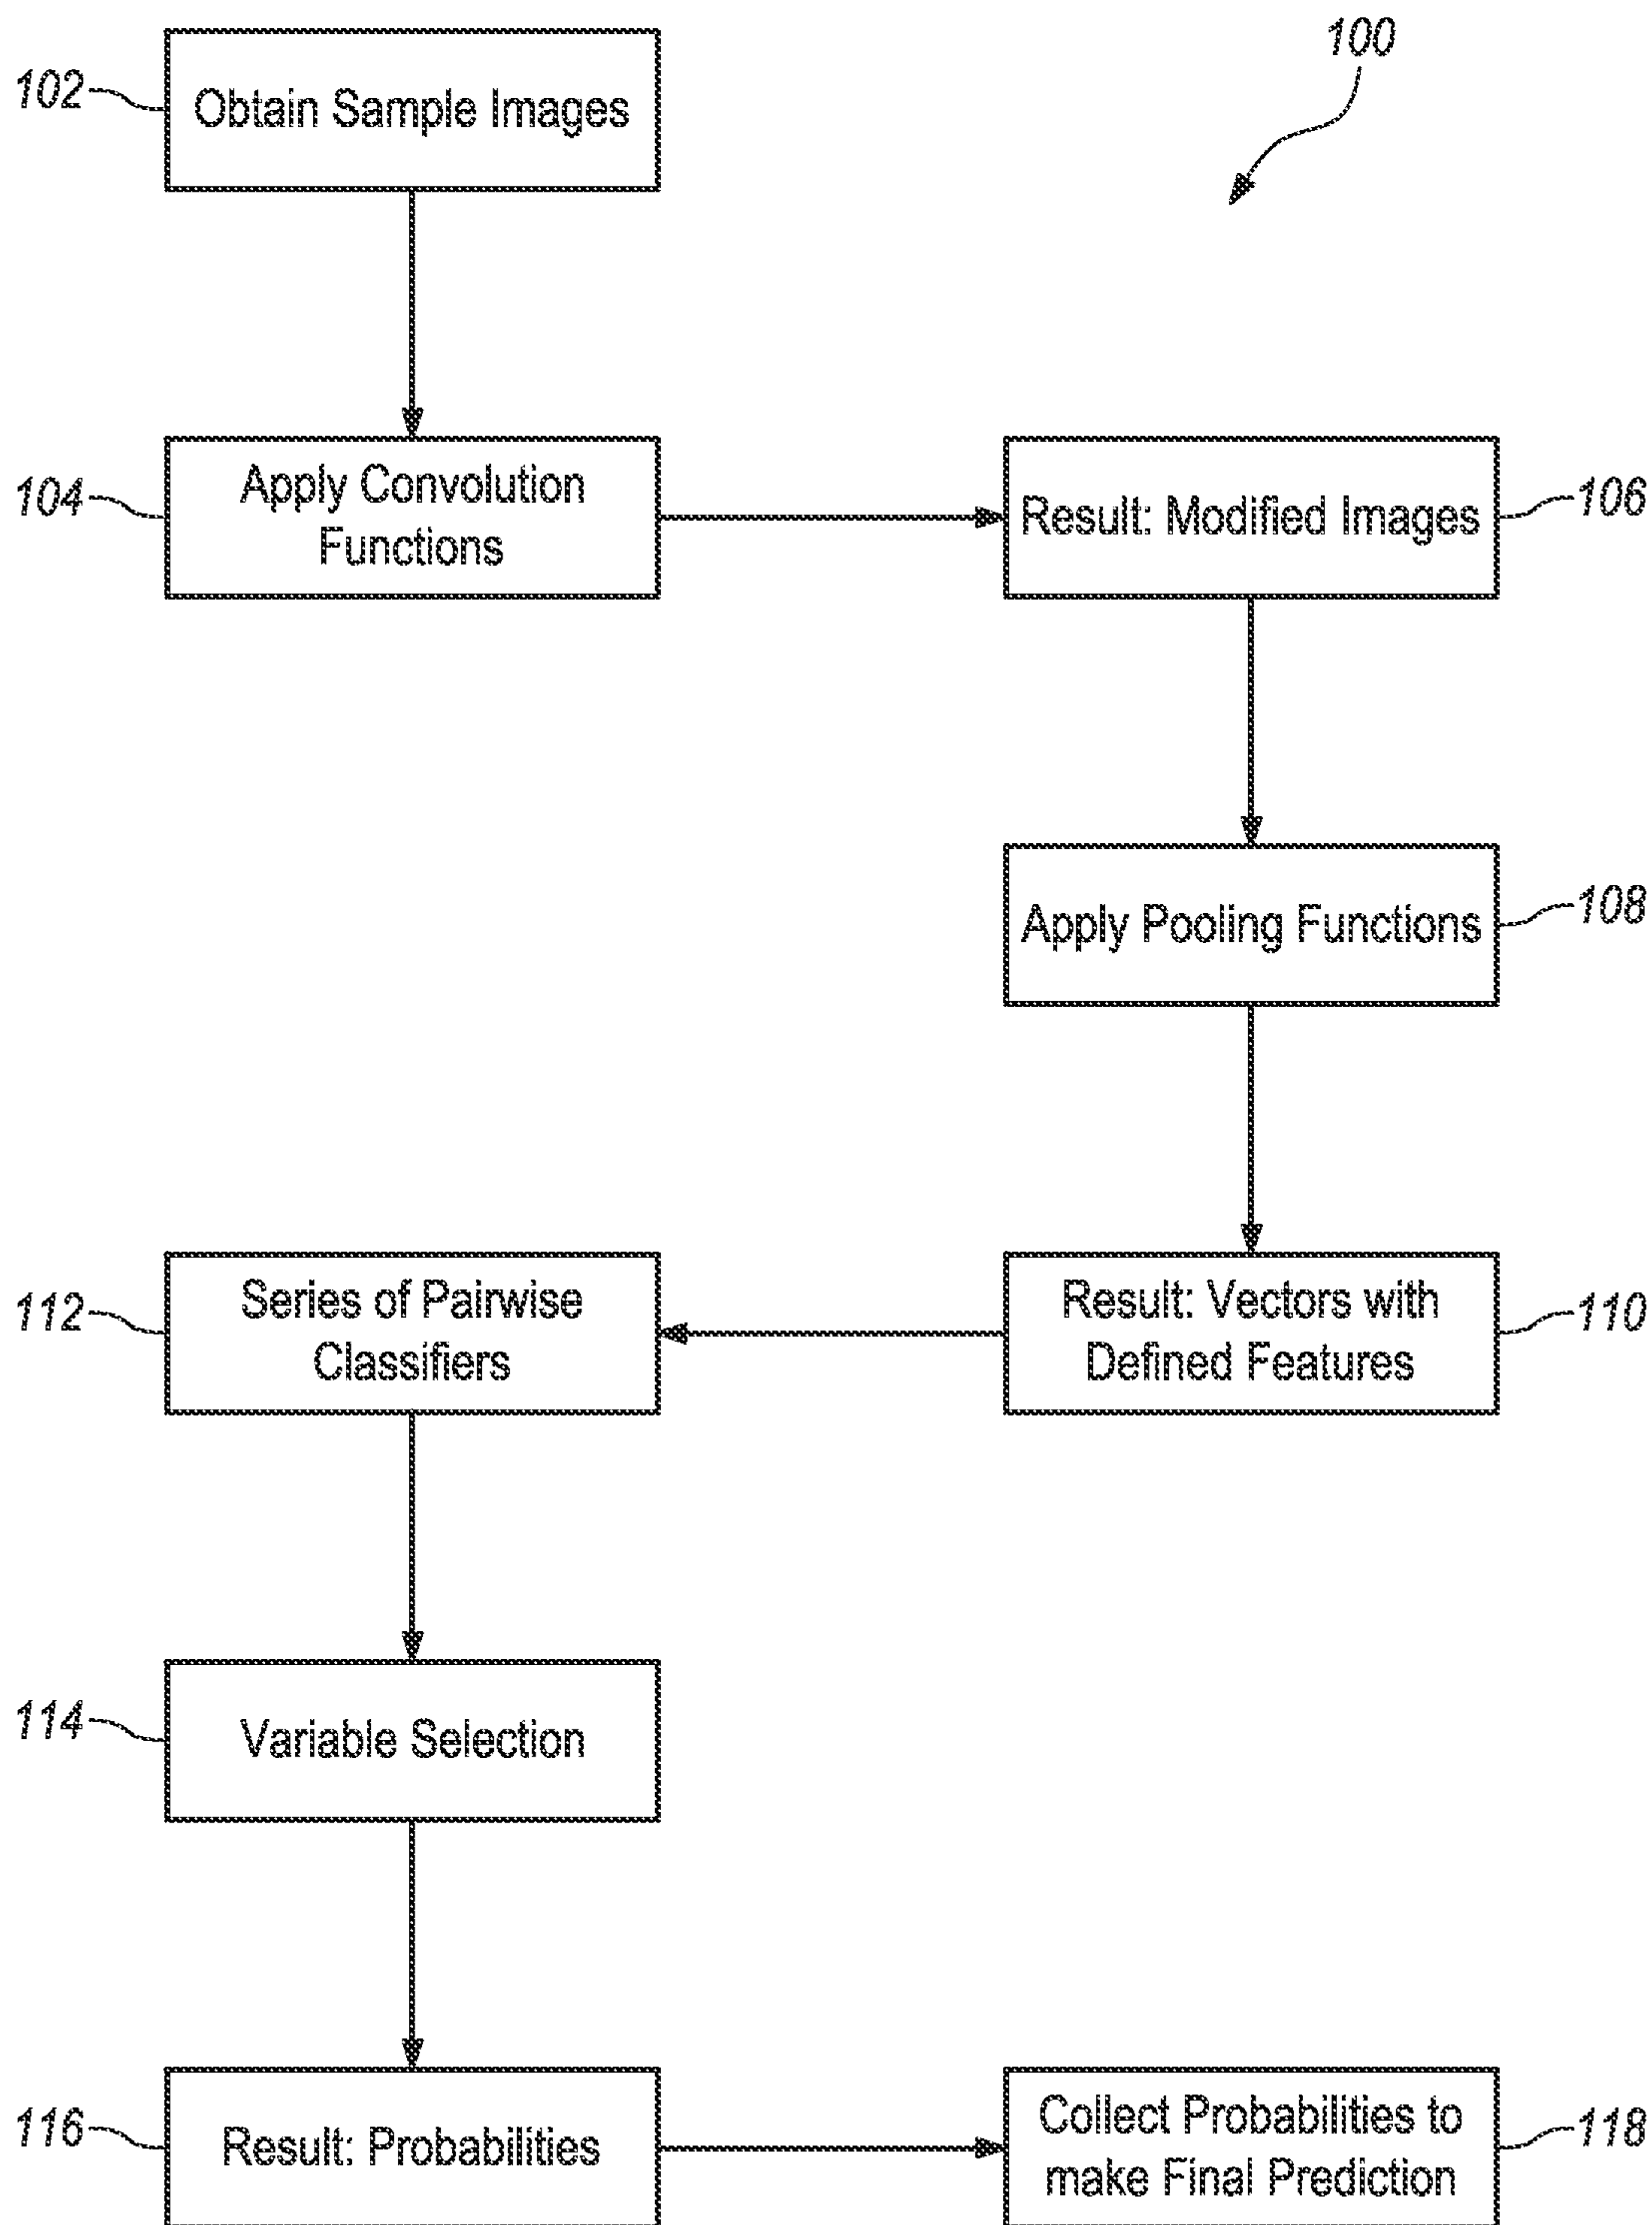 100
102
Obtain Sample Images
104
Apply Convolution
Functions
Result: Modified Images
106
Apply Pooling Functions
108
112
Series of Pairwise
Classifiers
Result: Vectors with
Defined Features
110
114
Variable Selection
116
Result: Probabilities
Collect Probabilities to
make Final Prediction
118